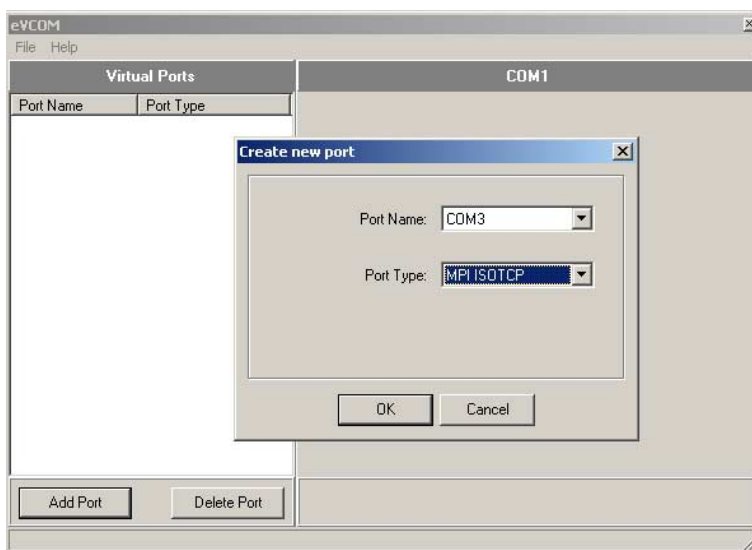 eVCOM
File Help
Virtual Ports
COM1
Port Name Port Type
Create new port
Port Name: COM3
Port Type: MPI ISOTCP
OK Cancel
Add Port Delete Port